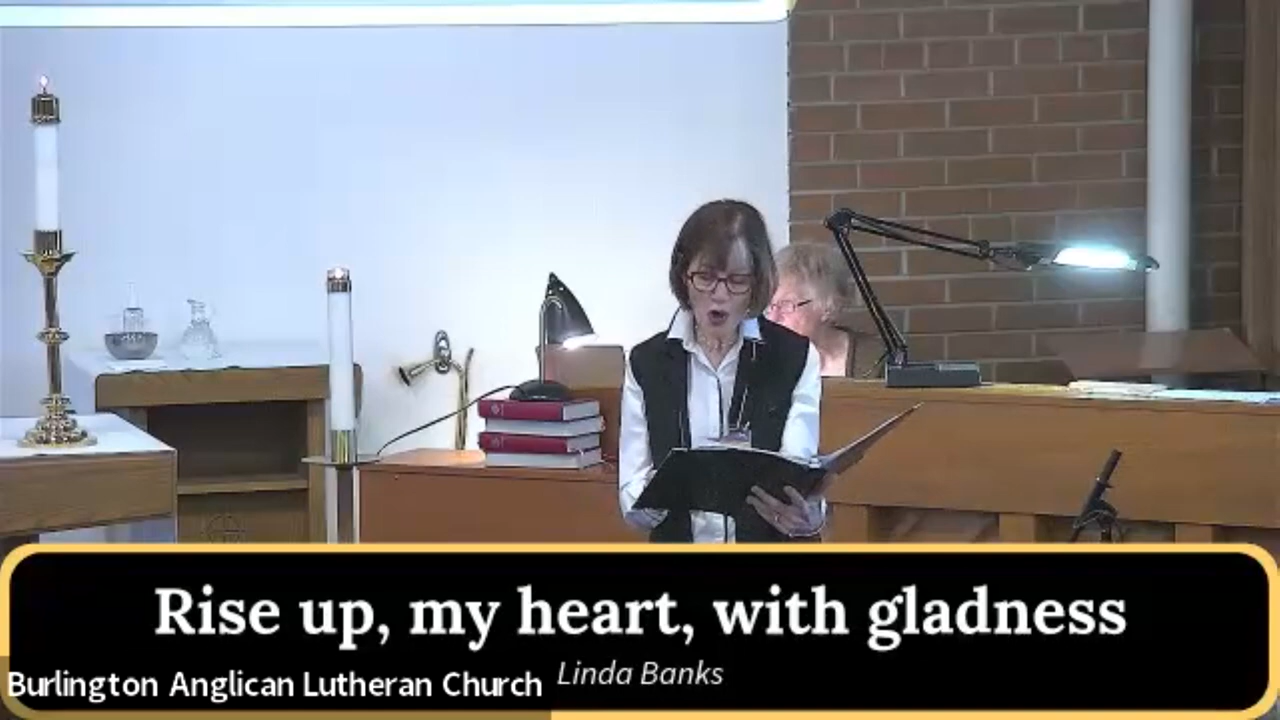 Rise up, my heart, with gladness
Linda Banks
Burlington Anglican Lutheran Church